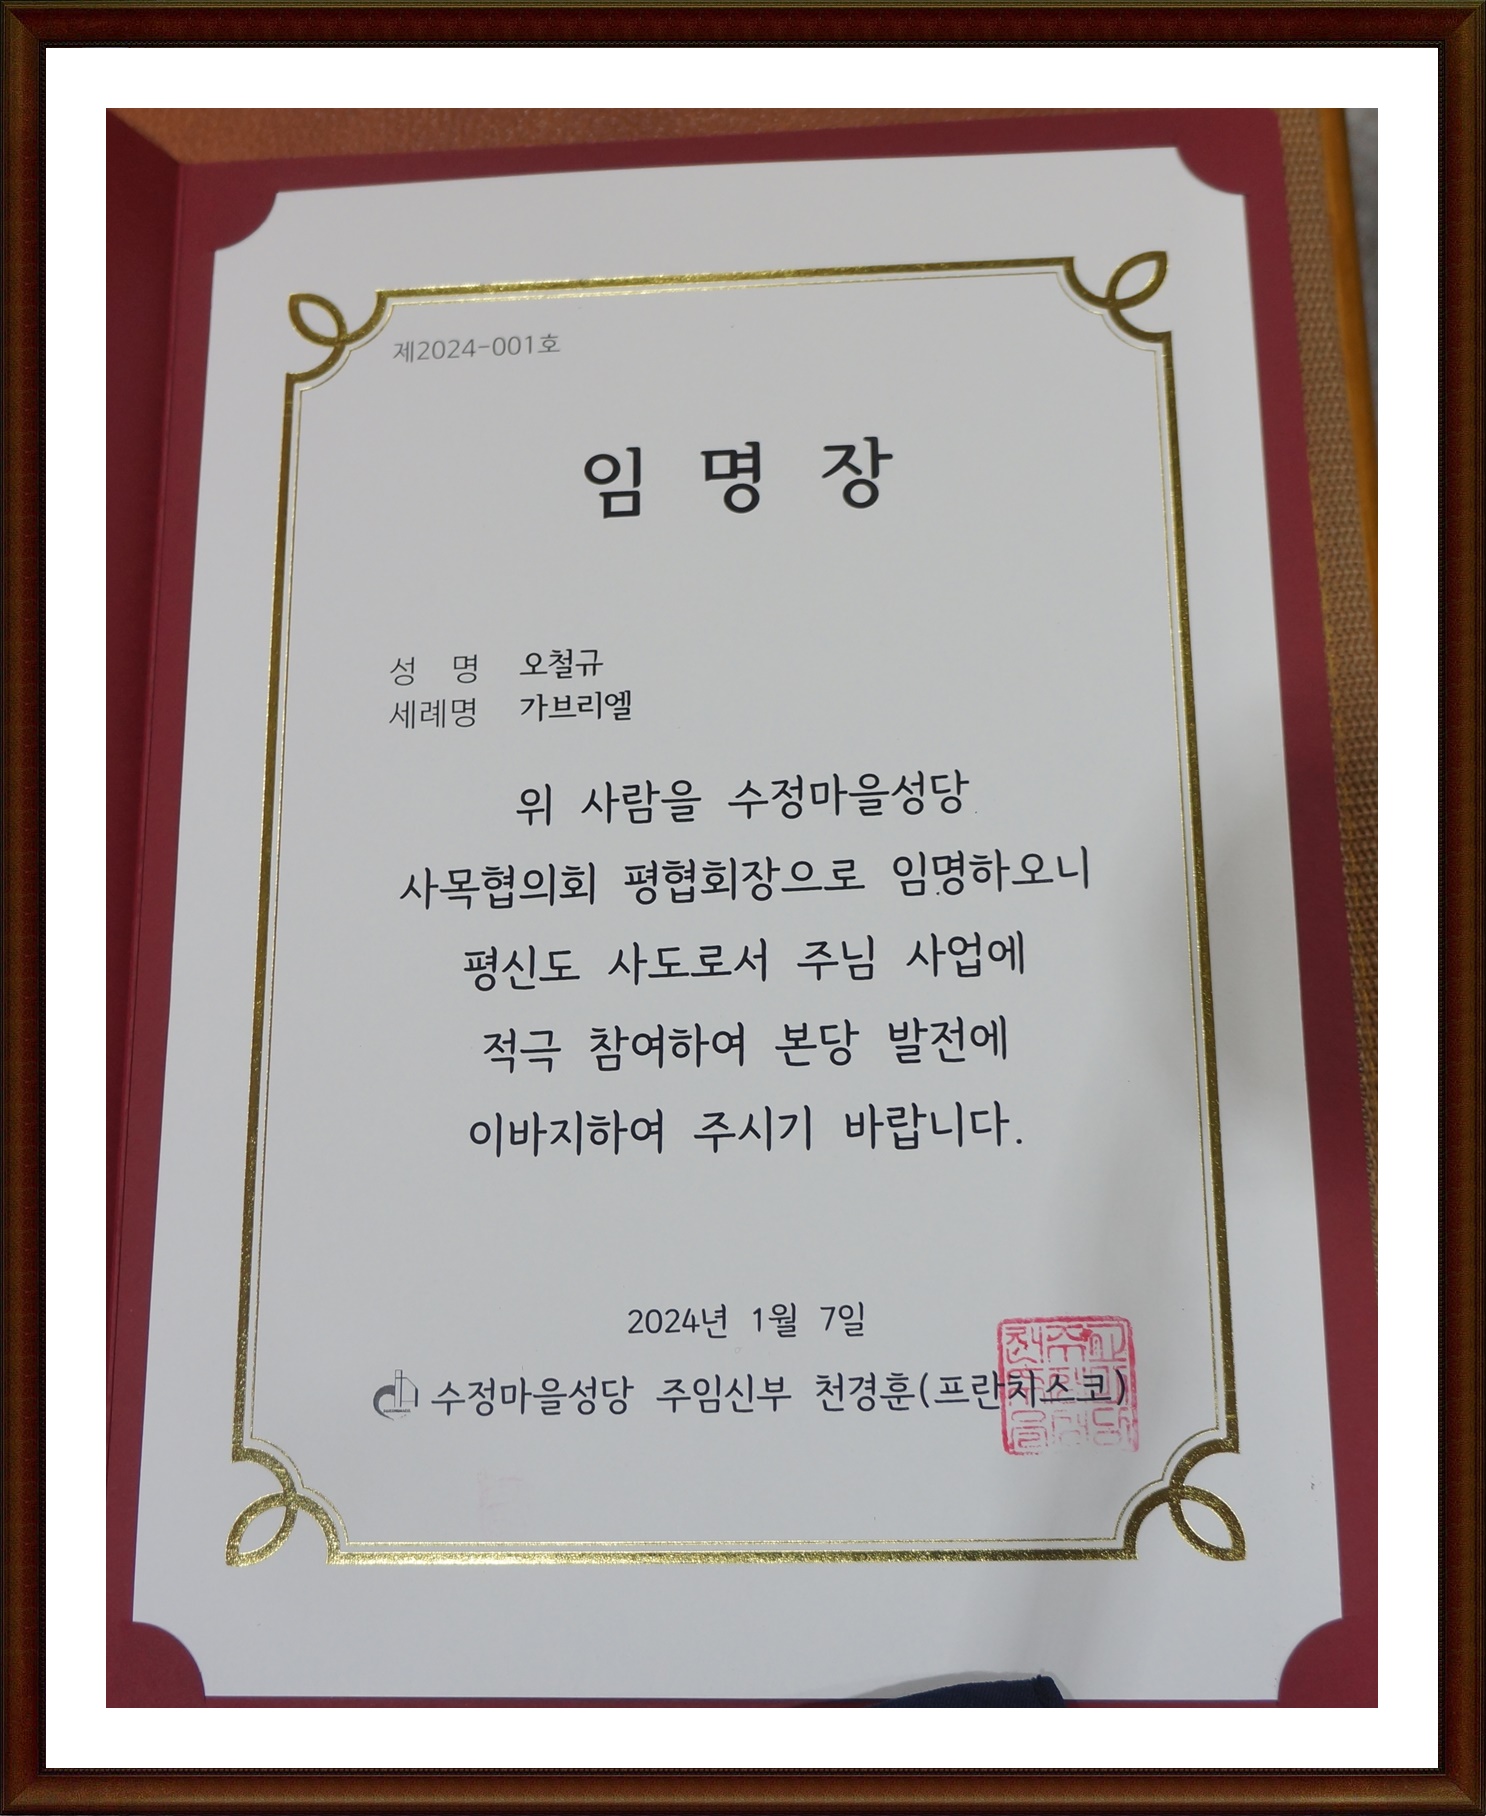 제2024-001호
임 명 장
성 명 오철규
세례명 가브리엘
위 사람을 수정마을성당
사목협의회 평협회장으로 임명하오니
평신도 사도로서 주님 사업에
적극 참여하여 본당 발전에
이바지하여 주시기 바랍니다.
2024년 1월 7일
수정마을성당 주임신부 천경훈(프란치스코)